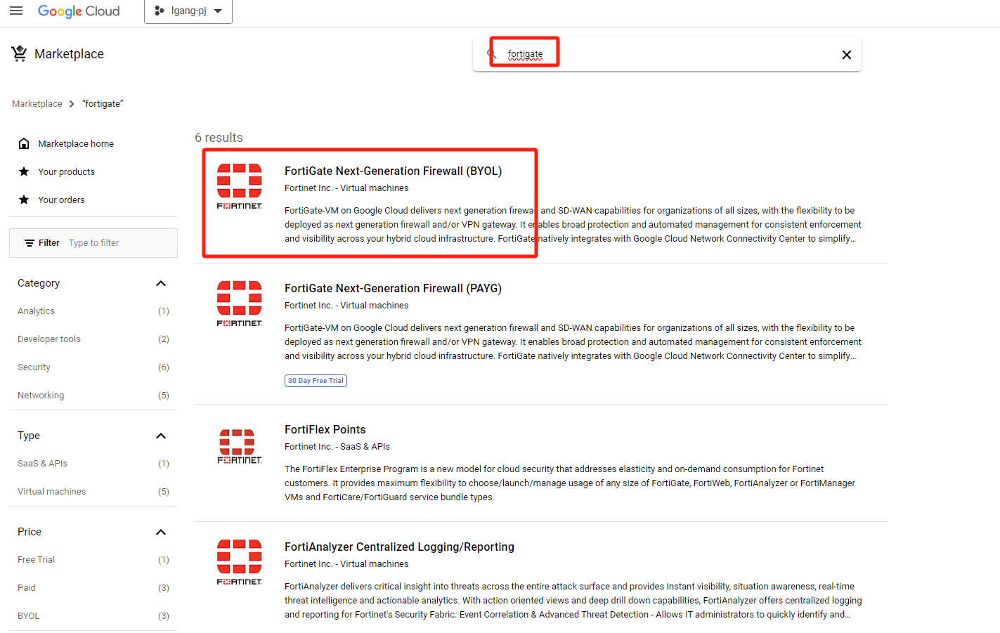 Google Cloud
lgang-pj
Marketplace
fortigate
Marketplace > “fortigate”
Marketplace home
Your products
Your orders
Filter Type to filter
Category
Analytics (1)
Developer tools (2)
Security (6)
Networking (5)
Type
SaaS & APIs (1)
Virtual machines (5)
Price
Free Trial (1)
Paid (3)
BYOL (3)
6 results
FORTINET
FortiGate Next-Generation Firewall (BYOL)
Fortinet Inc. - Virtual machines
FortiGate-VM on Google Cloud delivers next generation firewall and SD-WAN capabilities for organizations of all sizes, with the flexibility to be
deployed as next generation firewall and/or VPN gateway. It enables broad protection and automated management for consistent enforcement
and visibility across your hybrid cloud infrastructure. FortiGate natively integrates with Google Cloud Network Connectivity Center to simplify…
FORTINET
FortiGate Next-Generation Firewall (PAYG)
Fortinet Inc. - Virtual machines
FortiGate-VM on Google Cloud delivers next generation firewall and SD-WAN capabilities for organizations of all sizes, with the flexibility to be
deployed as next generation firewall and/or VPN gateway. It enables broad protection and automated management for consistent enforcement
and visibility across your hybrid cloud infrastructure. FortiGate natively integrates with Google Cloud Network Connectivity Center to simplify…
30 Day Free Trial
FORTINET
FortiFlex Points
Fortinet Inc. - SaaS & APIs
The FortiFlex Enterprise Program is a new model for cloud security that addresses elasticity and on-demand consumption for Fortinet
customers. It provides maximum flexibility to choose/launch/manage usage of any size of FortiGate, FortiWeb, FortiAnalyzer or FortiManager
VMs and FortiCare/FortiGuard service bundle types.
FORTINET
FortiAnalyzer Centralized Logging/Reporting
Fortinet Inc. - Virtual machines
FortiAnalyzer delivers critical insight into threats across the entire attack surface and provides Instant visibility, situation awareness, real-time
threat intelligence and actionable analytics. With action oriented views and deep drill down capabilities, FortiAnalyzer offers centralized logging
and reporting for Fortinet's Security Fabric. Event Correlation & Advanced Threat Detection - Allows IT administrators to quickly identify and…